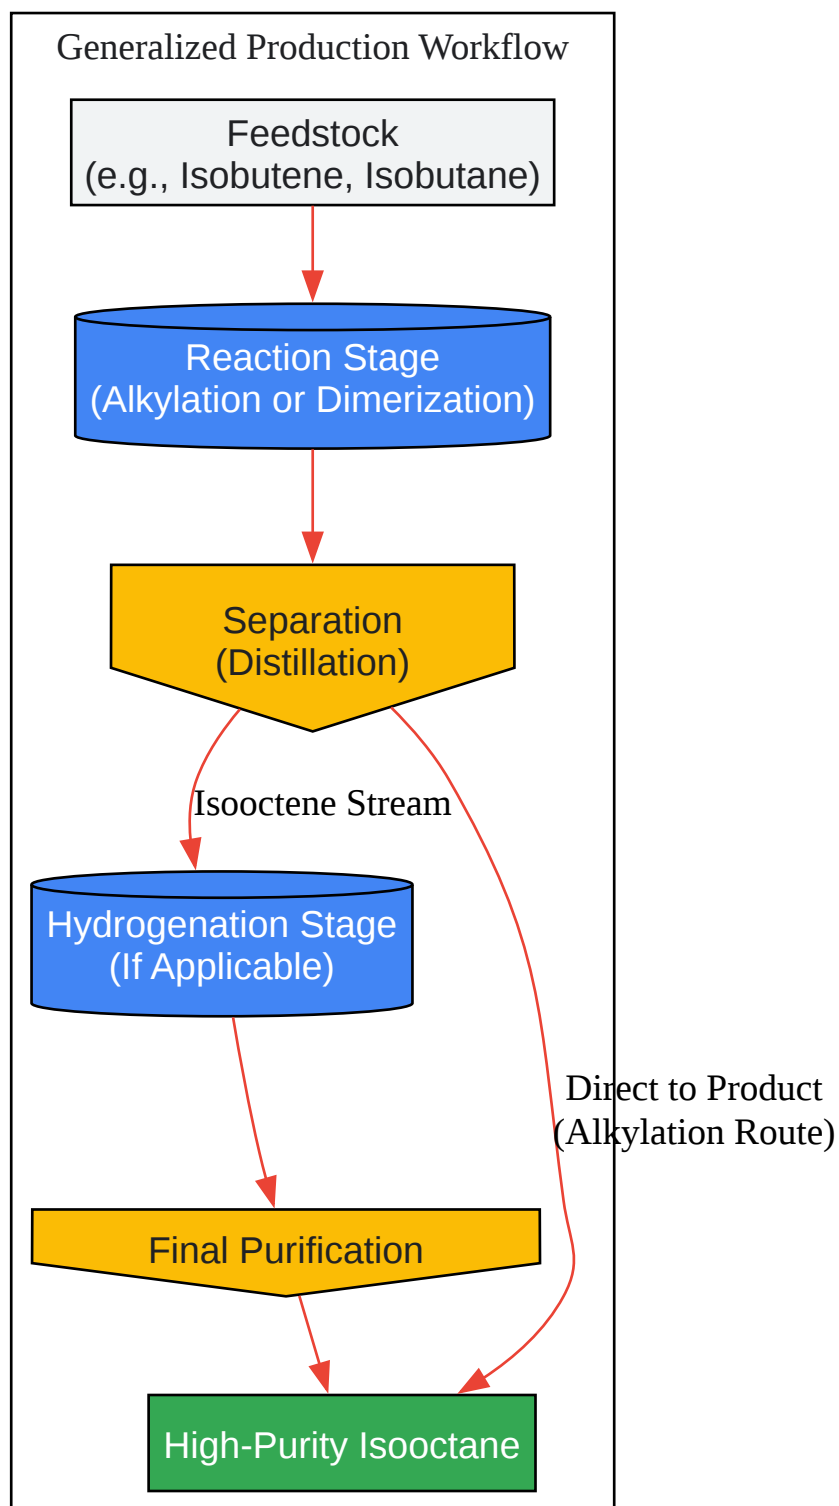 Generalized Production Workflow
Feedstock
(e.g., Isobutene, Isobutane)
Reaction Stage
(Alkylation or Dimerization)
Separation
(Distillation)
Isooctene Stream
Hydrogenation Stage
(If Applicable)
Direct to Product
(Alkylation Route)
Final Purification
High-Purity Isooctane